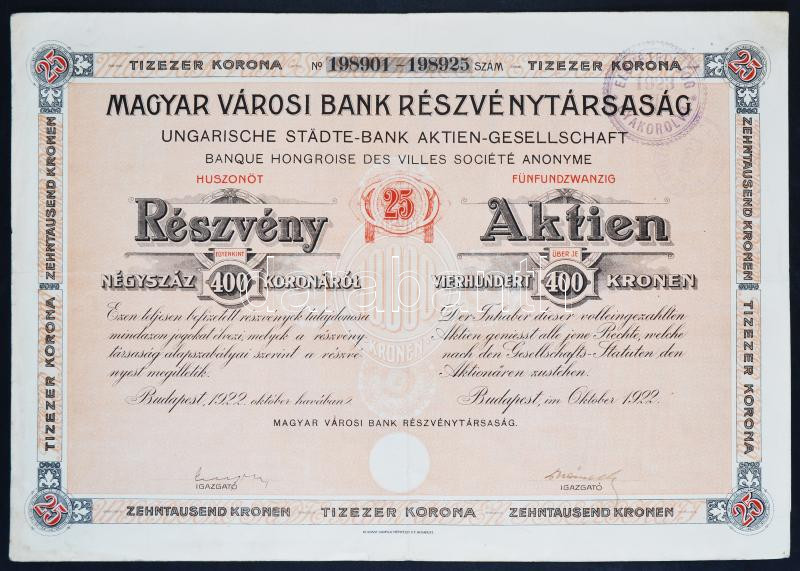 TIZEZER KORONA
№ 198901 - 198925 SZÁM
TIZEZER KORONA
25
25
MAGYAR VÁROSI BANK RÉSZVÉNYTÁRSASÁG
UNGARISCHE STÄDTE-BANK AKTIEN-GESELLSCHAFT
BANQUE HONGROISE DES VILLES SOCIÉTÉ ANONYME
HUSZONÖT
Részvény
EGYENKINT
NÉGYSZÁZ 400 KORONÁRÓL
25
FÜNFUNDZWANZIG
Aktien
ÜBER JE
VIERHUNDERT 400 KRONEN
KRONEN
Ezen teljesen befizetett részvények tulajdonosa
mindazon jogokat élvezi, melyek a részvény-
társaság alapszabályai szerint a részvé-
nyest megilletik.
Budapest, 1922. október havában
Der Inhaber dieser volleingezahlten
Aktien geniesst alle jene Rechte, welche
nach den Gesellschafts-Statuten den
Aktionären zustehen.
Budapest, im Oktober 1922.
MAGYAR VÁROSI BANK RÉSZVÉNYTÁRSASÁG.
IGAZGATÓ
IGAZGATÓ
ZEHNTAUSEND KRONEN
TIZEZER KORONA
ZEHNTAUSEND KRONEN
TIZEZER KORONA
25
ZEHNTAUSEND KRONEN
TIZEZER KORONA
ZEHNTAUSEND KRONEN
25
darabanth